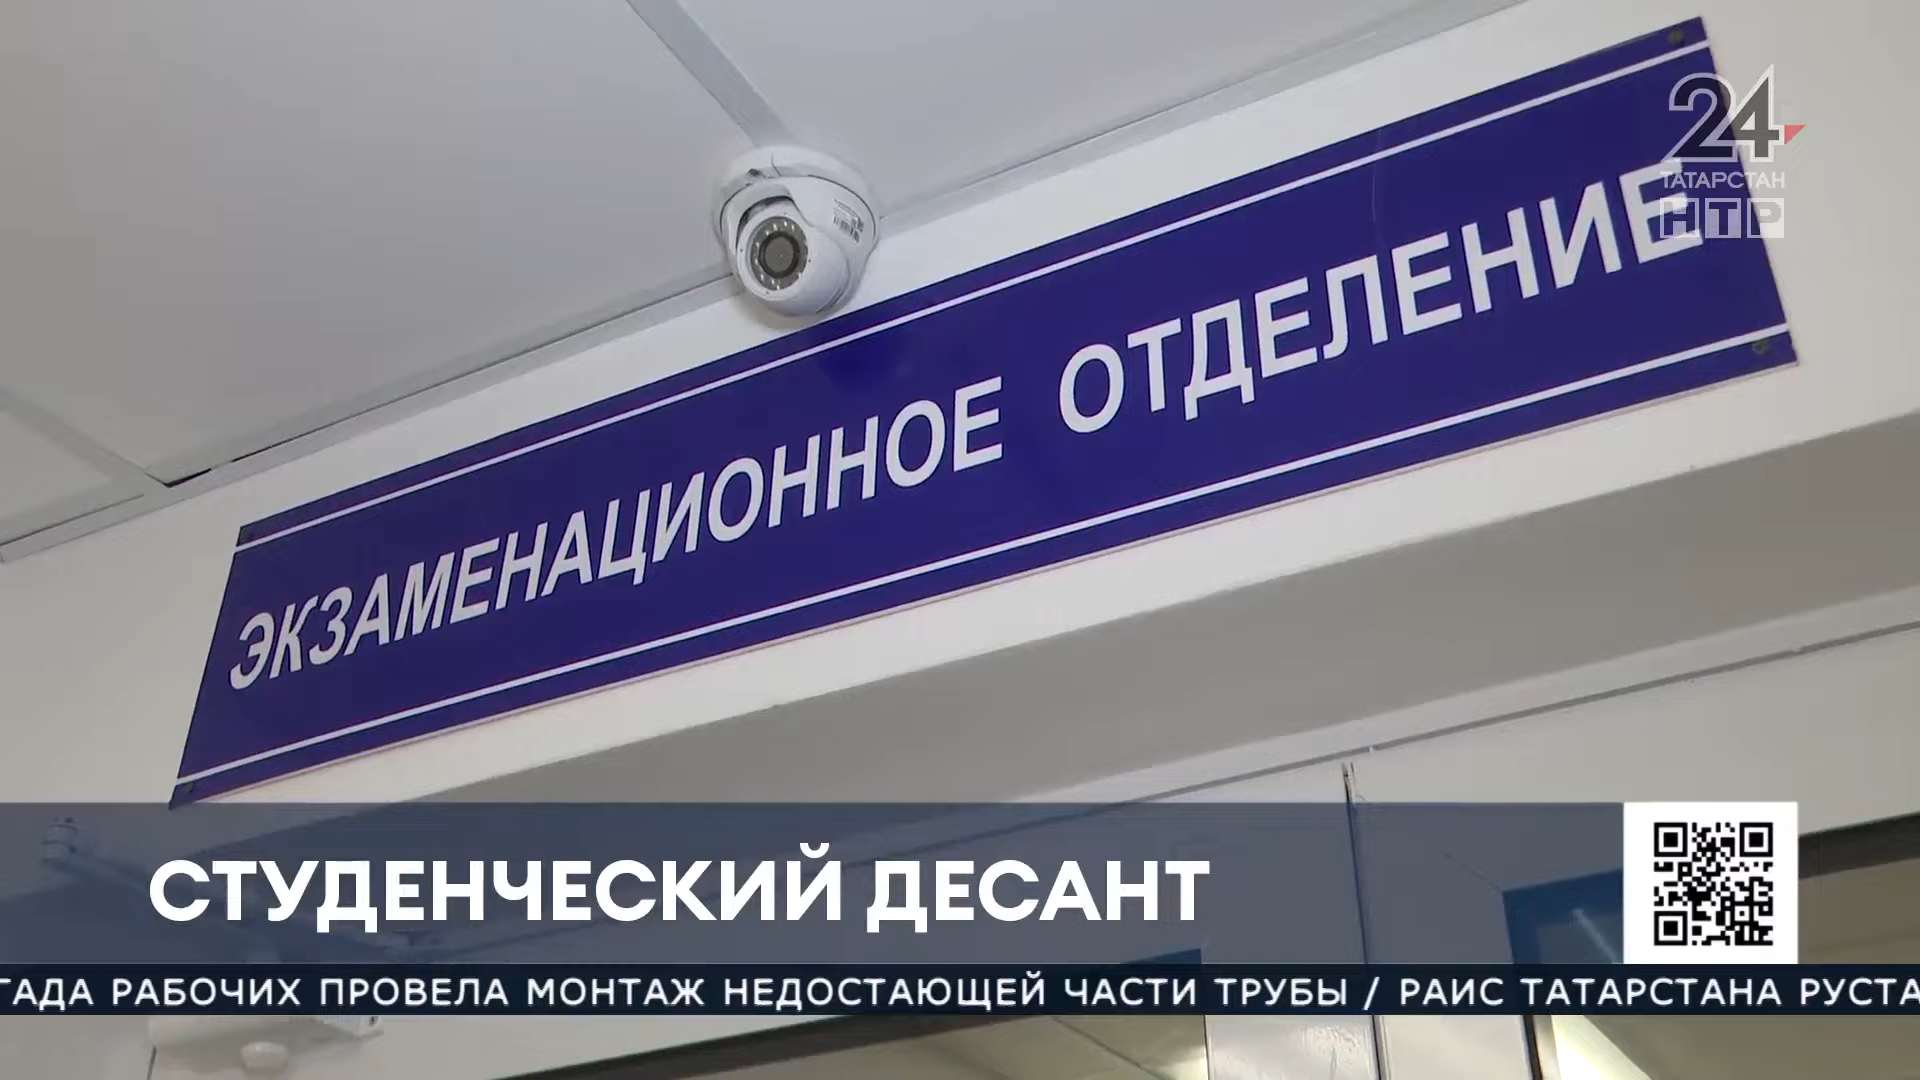 24
ТАТАРСТАН
НТР
ЭКЗАМЕНАЦИОННОЕ ОТДЕЛЕНИЕ
СТУДЕНЧЕСКИЙ ДЕСАНТ
РАБОЧИХ ПРОВЕЛА МОНТАЖ НЕДОСТАЮЩЕЙ ЧАСТИ ТРУБЫ / РАИС ТАТАРСТАНА